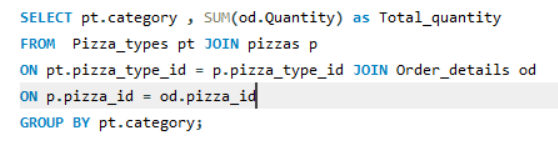 SELECT pt.category , SUM(od.Quantity) as Total_quantity
FROM  Pizza_types pt JOIN pizzas p
ON pt.pizza_type_id = p.pizza_type_id JOIN Order_details od
ON p.pizza_id = od.pizza_id
GROUP BY pt.category;